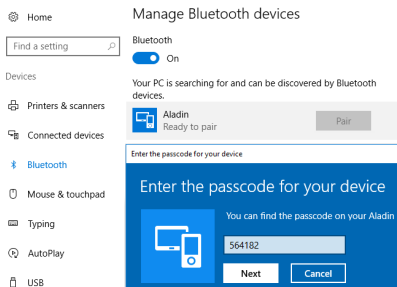 Home
Find a setting
Devices
Printers & scanners
Connected devices
Bluetooth
Mouse & touchpad
Typing
AutoPlay
USB
Manage Bluetooth devices
Bluetooth
On
Your PC is searching for and can be discovered by Bluetooth
devices.
Aladin
Ready to pair
Pair
Enter the passcode for your device
Enter the passcode for your device
You can find the passcode on your Aladin
564182
Next
Cancel